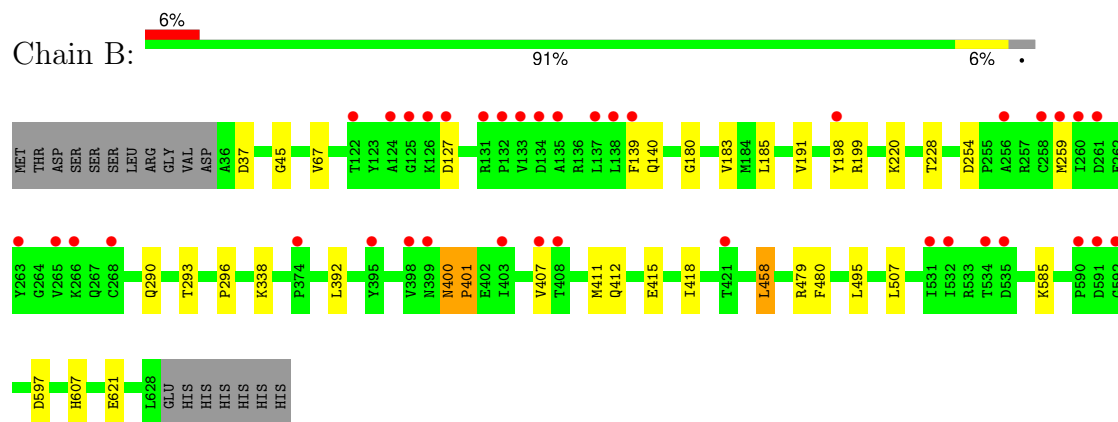 6%
Chain B:
91% 6% •
MET THR ASP SER SER SER LEU ARG GLY VAL ASP A36 D37 G45 V67 T122 Y123 A124 G125 K126 D127 R131 P132 V133 D134 A135 R136 L137 L138 F139 Q140 G180 V183 M184 L185 V191 Y198 R199 K220 T228 D254 P255 A256 R257 C258 M259 I260 D261
Y263 G264 V265 K266 Q267 C268 Q290 T293 P296 K338 P374 L392 Y395 V398 N399 N400 P401 E402 I403 V407 T408 M411 Q412 E415 I418 T421 L458 R479 F480 L495 L507 I531 I532 R533 T534 D535 K585 P590 D591 G592
D597 H607 E621 L628 GLU HIS HIS HIS HIS HIS HIS